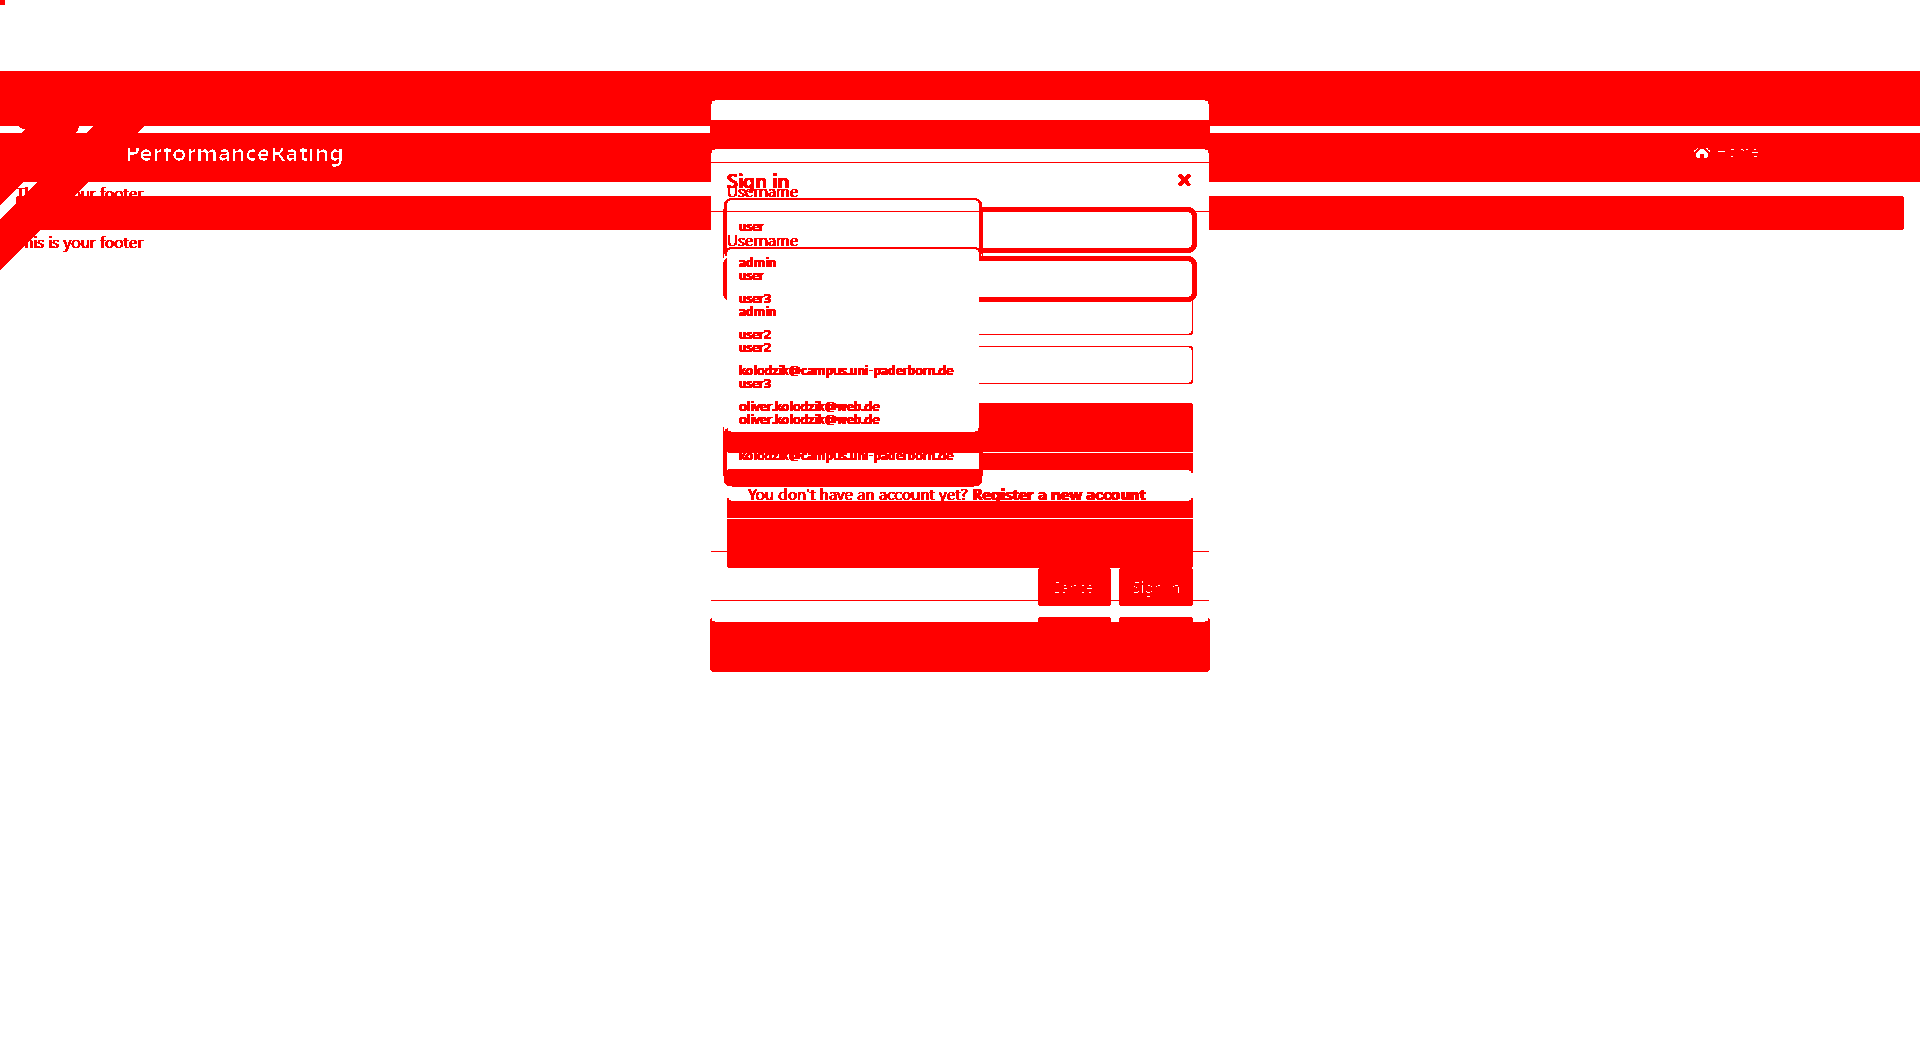 PerformanceRating
Home
Sign in
Username
your footer
user
Username
This is your footer
admin
user
user3
admin
user2
user2
kolodzik@campus.uni-paderborn.de
user3
oliver.kolodzik@web.de
oliver.kolodzik@web.de
kolodzik@campus.uni-paderborn.de
You don't have an account yet? Register a new account
Cancel Sign in